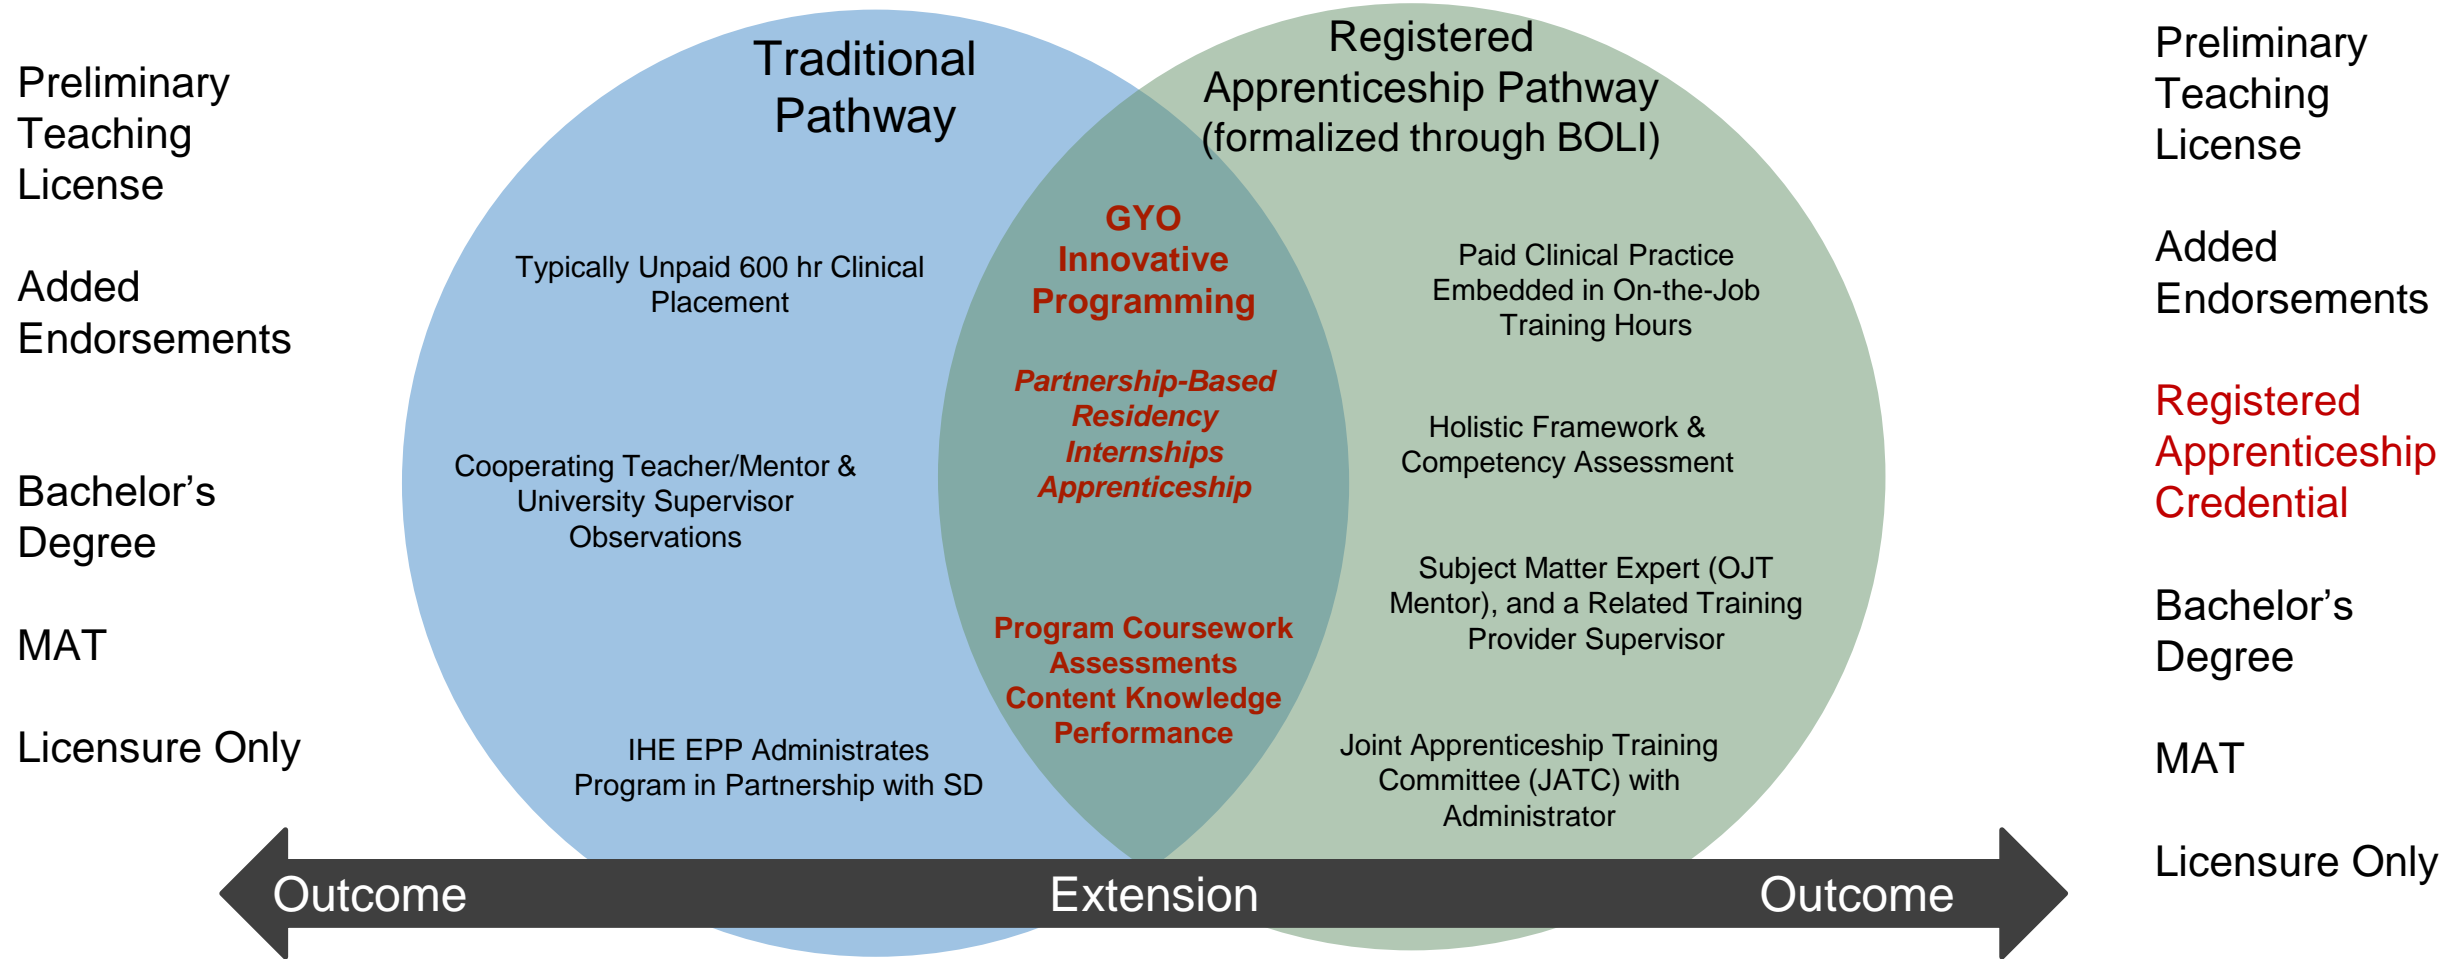 Preliminary
Teaching
License
Added
Endorsements
Bachelor’s
Degree
MAT
Licensure Only
Traditional
Pathway
Typically Unpaid 600 hr Clinical
Placement
Cooperating Teacher/Mentor &
University Supervisor
Observations
IHE EPP Administrates
Program in Partnership with SD
GYO
Innovative
Programming
Partnership-Based
Residency
Internships
Apprenticeship
Program Coursework
Assessments
Content Knowledge
Performance
Registered
Apprenticeship Pathway
(formalized through BOLI)
Paid Clinical Practice
Embedded in On-the-Job
Training Hours
Holistic Framework &
Competency Assessment
Subject Matter Expert (OJT
Mentor), and a Related Training
Provider Supervisor
Joint Apprenticeship Training
Committee (JATC) with
Administrator
Preliminary
Teaching
License
Added
Endorsements
Registered
Apprenticeship
Credential
Bachelor’s
Degree
MAT
Licensure Only
Outcome
Extension
Outcome